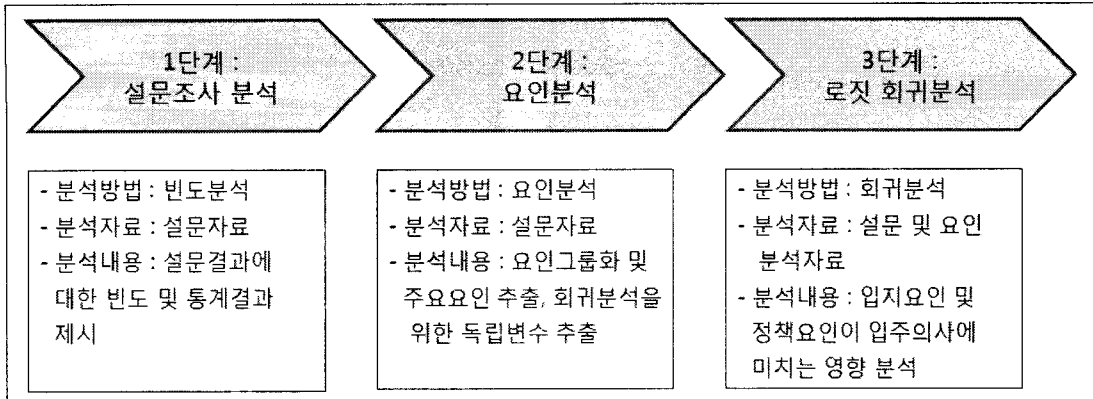 1단계 :
설문조사 분석
2단계 :
요인분석
3단계 :
로짓 회귀분석
- 분석방법 : 빈도분석
- 분석자료 : 설문자료
- 분석내용 : 설문결과에
대한 빈도 및 통계결과
제시
- 분석방법 : 요인분석
- 분석자료 : 설문자료
- 분석내용 : 요인그룹화 및
주요요인 추출, 회귀분석을
위한 독립변수 추출
- 분석방법 : 회귀분석
- 분석자료 : 설문 및 요인
분석자료
- 분석내용 : 입지요인 및
정책요인이 입주의사에
미치는 영향 분석